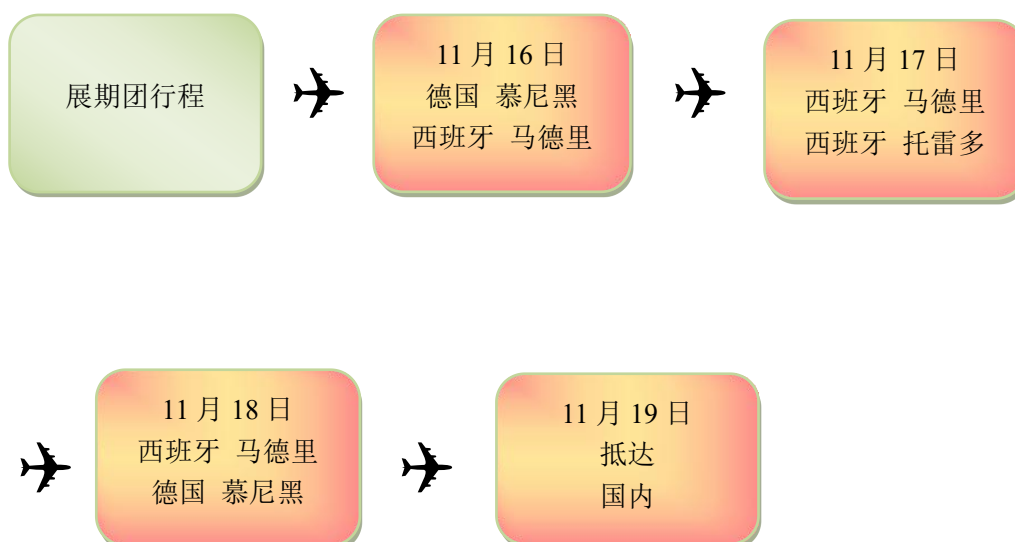 展期团行程
11 月 16 日
德国 慕尼黑
西班牙 马德里
11 月 17 日
西班牙 马德里
西班牙 托雷多
11 月 18 日
西班牙 马德里
德国 慕尼黑
11 月 19 日
抵达
国内